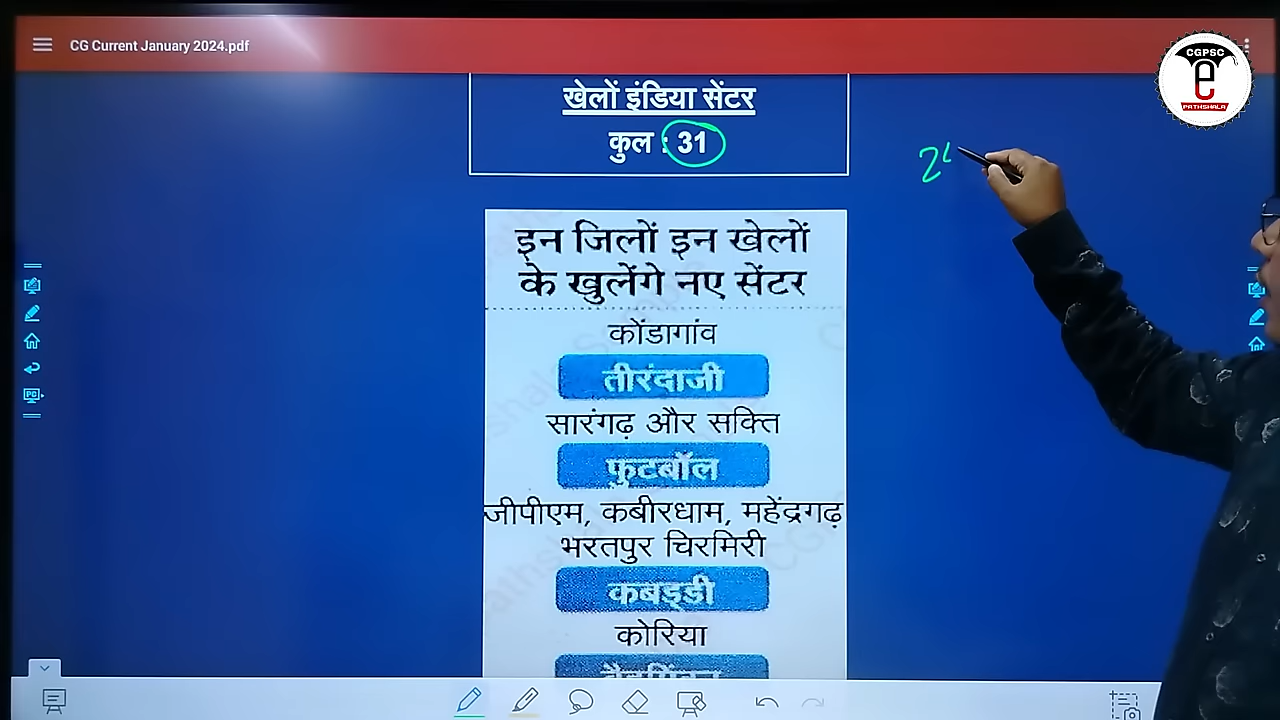 CG Current January 2024.pdf
CGPSC
e
PATHSHALA
खेलों इंडिया सेंटर
कुल : 31
इन जिलों इन खेलों
के खुलेंगे नए सेंटर
कोंडागांव
तीरंदाजी
सारंगढ़ और सक्ति
फुटबॉल
जीपीएम, कबीरधाम, महेंद्रगढ़
भरतपुर चिरमिरी
कबड्डी
कोरिया